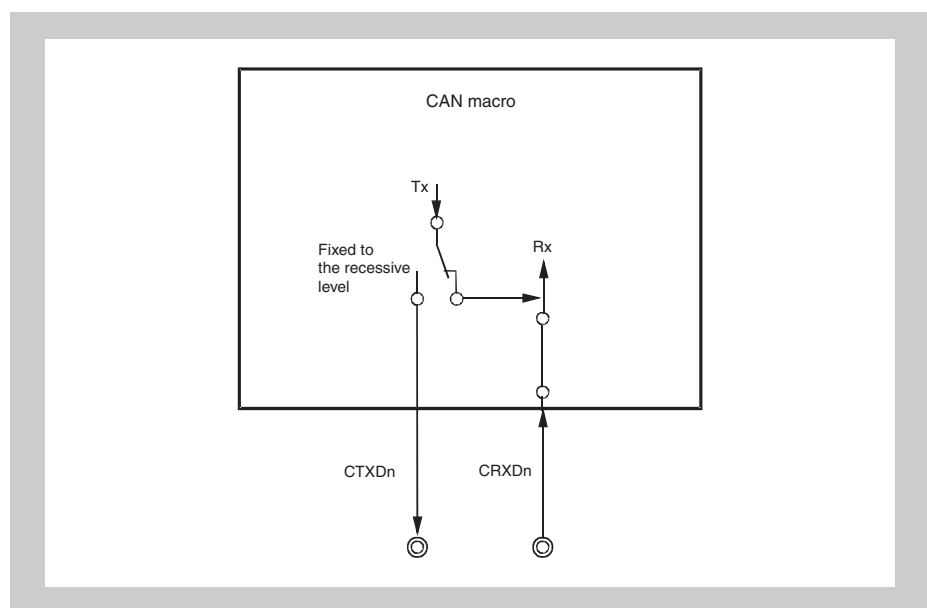 CAN macro
Tx
Fixed to
the recessive
level
Rx
CTXDn
CRXDn